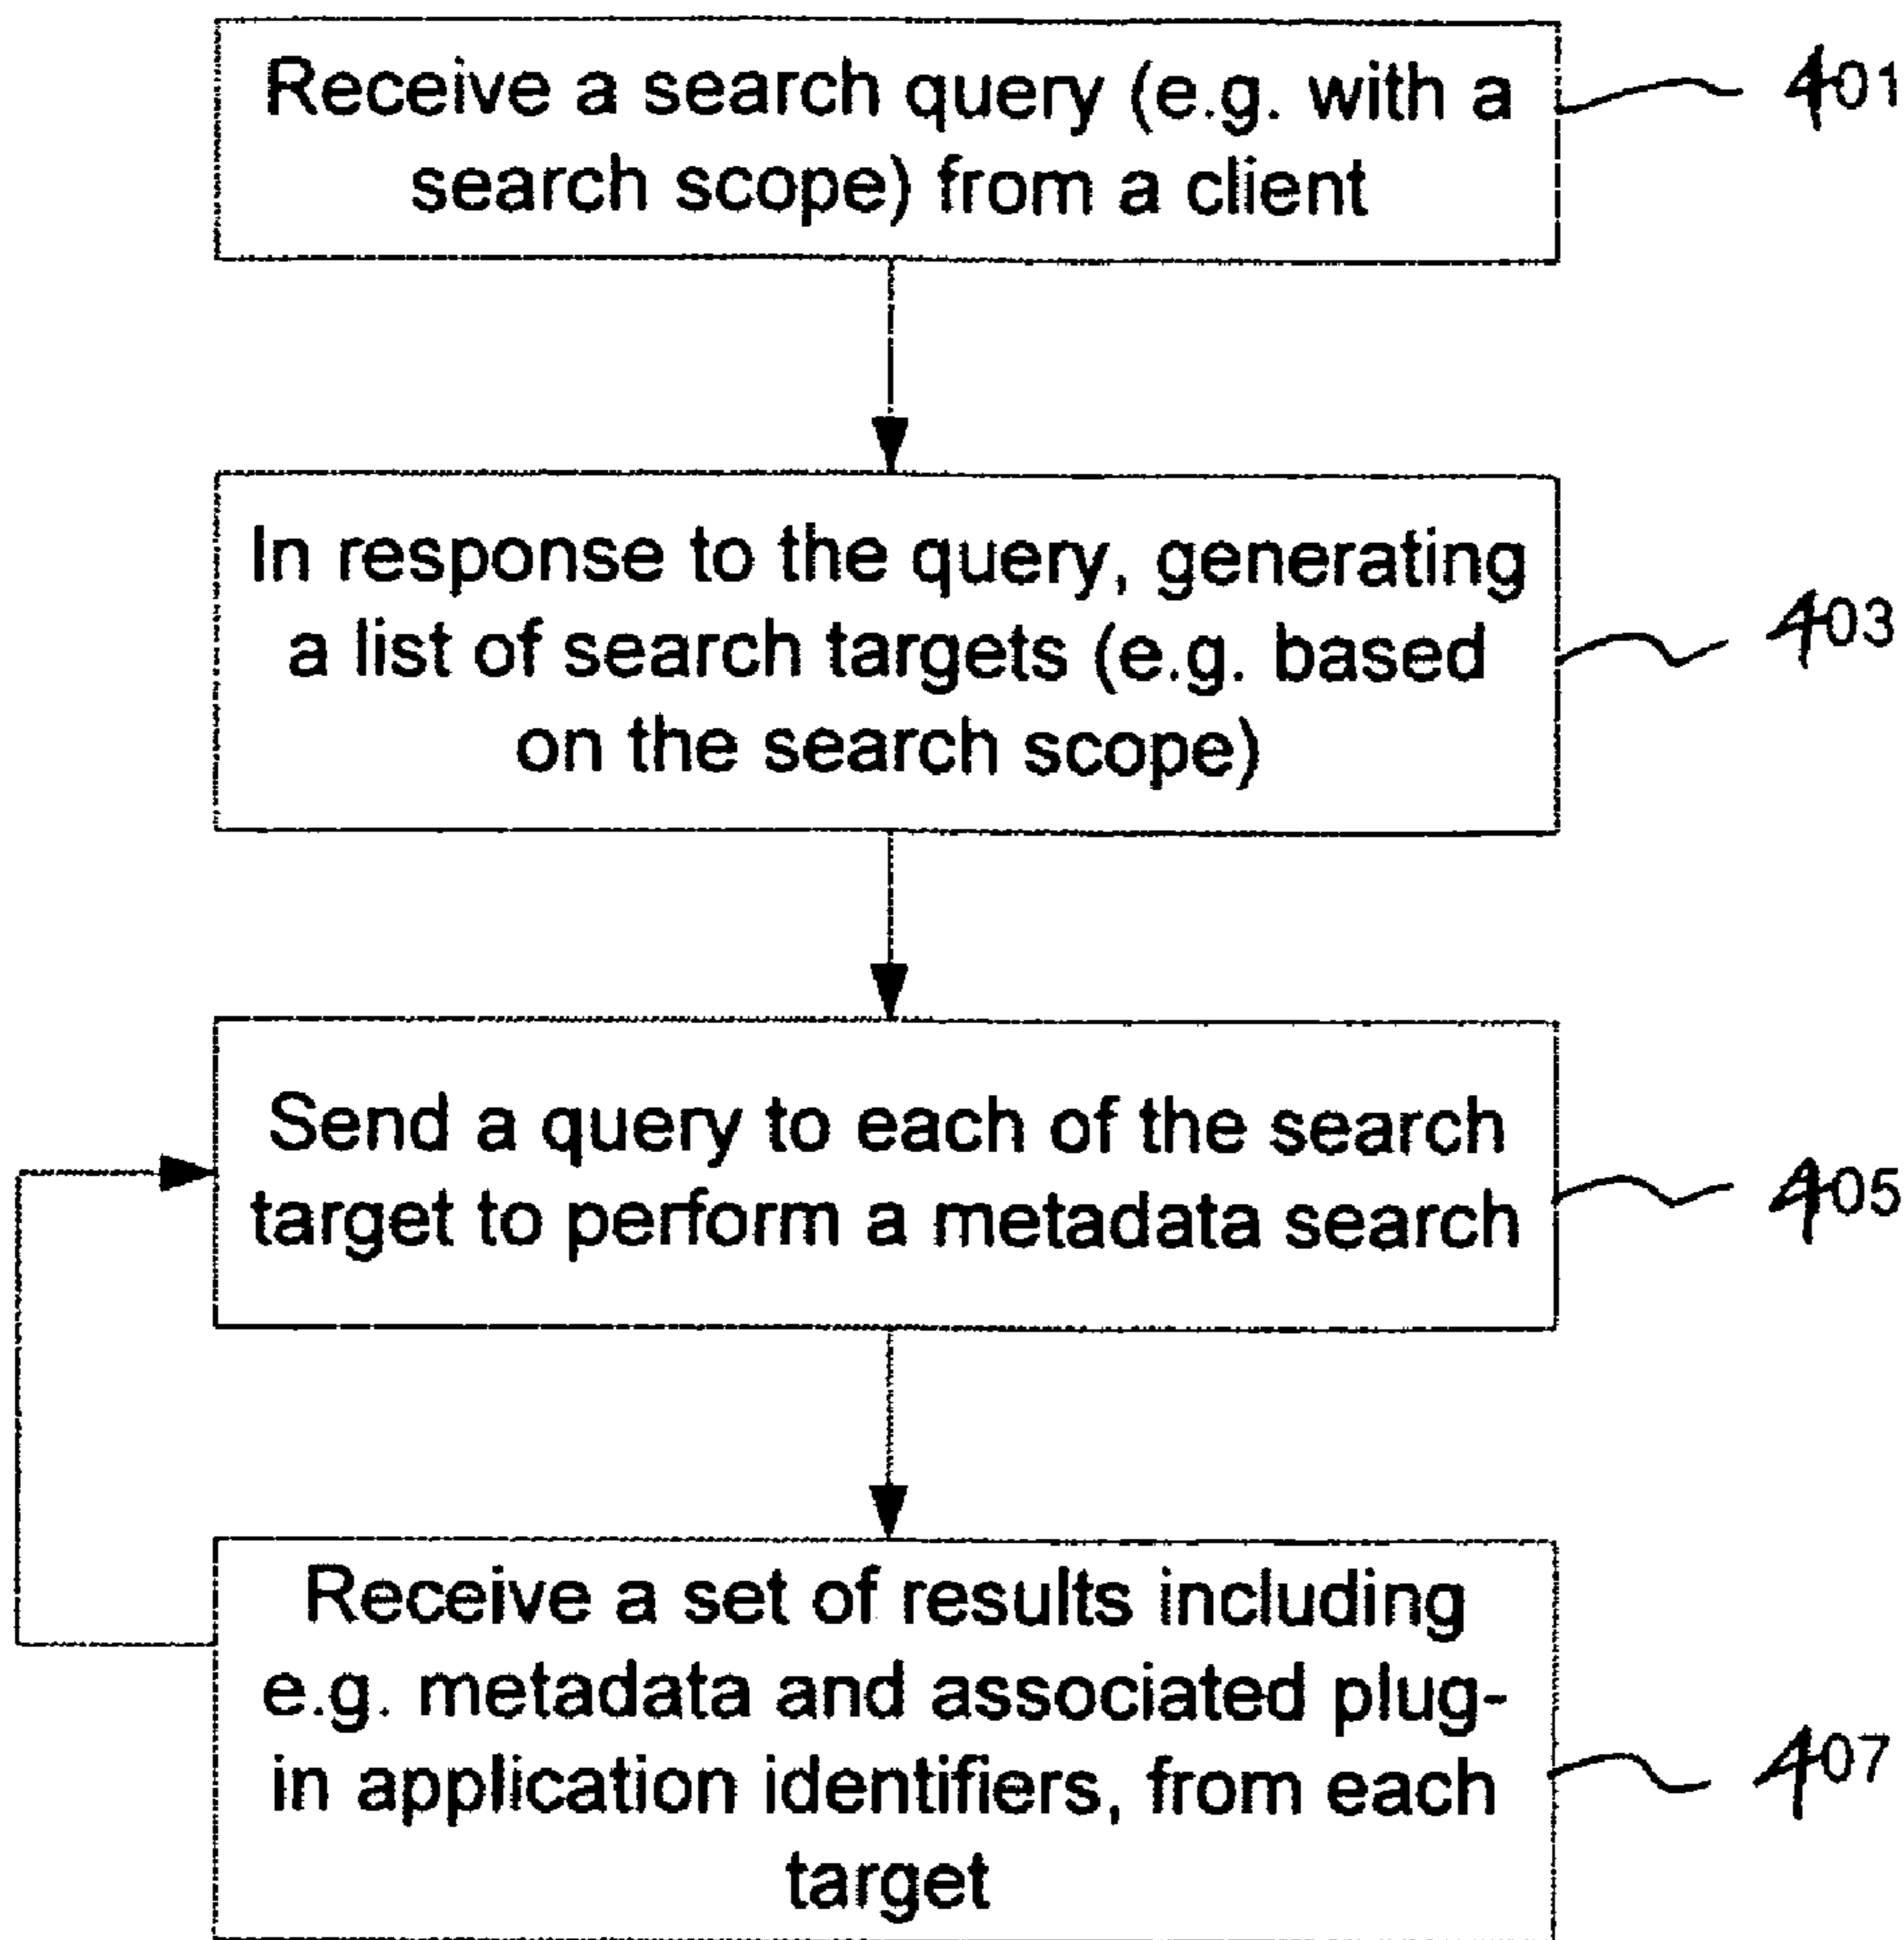 Receive a search query (e.g. with a
search scope) from a client
401
In response to the query, generating
a list of search targets (e.g. based
on the search scope)
403
Send a query to each of the search
target to perform a metadata search
405
Receive a set of results including
e.g. metadata and associated plug-
in application identifiers, from each
target
407